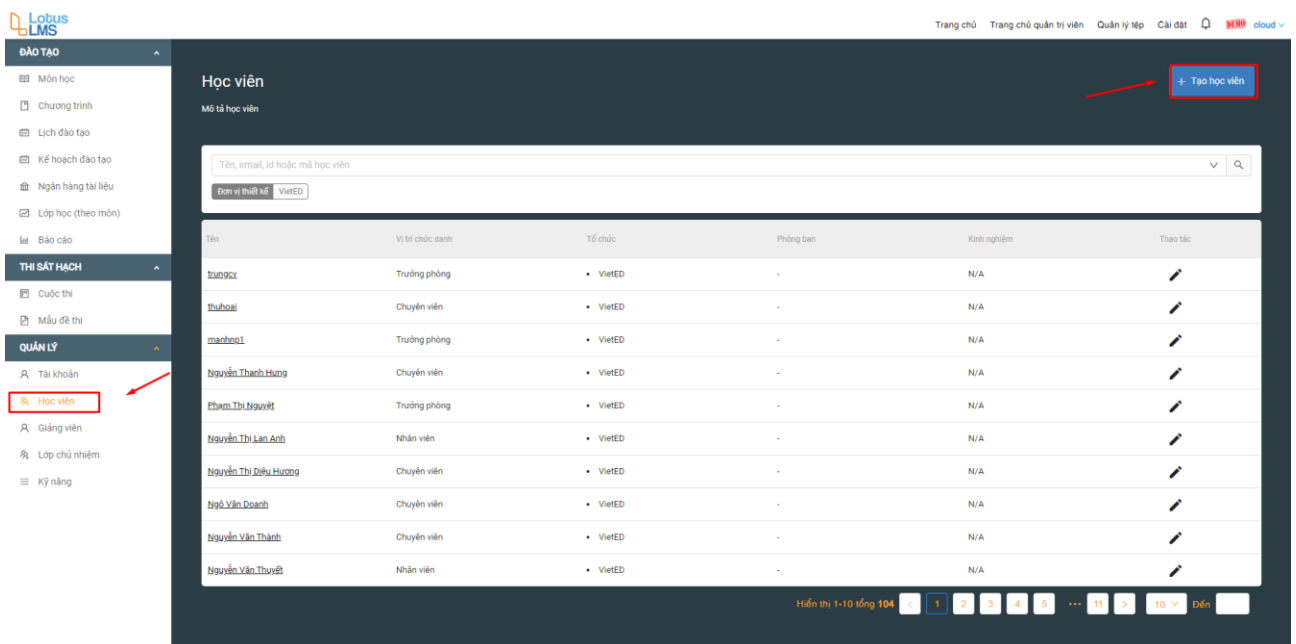 Lotus
LMS
Trang chủ Trang chủ quản trị viên Quản lý tệp Cài đặt DEMO cloud
ĐÀO TẠO
Môn học
Chương trình
Lịch đào tạo
Kế hoạch đào tạo
Ngân hàng tài liệu
Lớp học (theo môn)
Báo cáo
THI SÁT HẠCH
Cuộc thi
Mẫu đề thi
QUẢN LÝ
Tài khoản
Học viên
Giảng viên
Lớp chủ nhiệm
Kỹ năng
Học viên
+ Tạo học viên
Mô tả học viên
Tên, email, id hoặc mã học viên
Đơn vị thiết kế VietED
Tên Vị trí chức danh Tổ chức Phòng ban Kinh nghiệm Thao tác
trungcv Trưởng phòng • VietED - N/A
thuhoai Chuyên viên • VietED - N/A
manhnp1 Trưởng phòng • VietED - N/A
Nguyễn Thanh Hưng Chuyên viên • VietED - N/A
Phạm Thị Nguyệt Trưởng phòng • VietED - N/A
Nguyễn Thị Lan Anh Nhân viên • VietED - N/A
Nguyễn Thị Diệu Hương Chuyên viên • VietED - N/A
Ngô Văn Doanh Chuyên viên • VietED - N/A
Nguyễn Văn Thành Chuyên viên • VietED - N/A
Nguyễn Văn Thuyết Nhân viên • VietED - N/A
Hiển thị 1-10 tổng 104 < 1 2 3 4 5 ••• 11 > 10 Đến